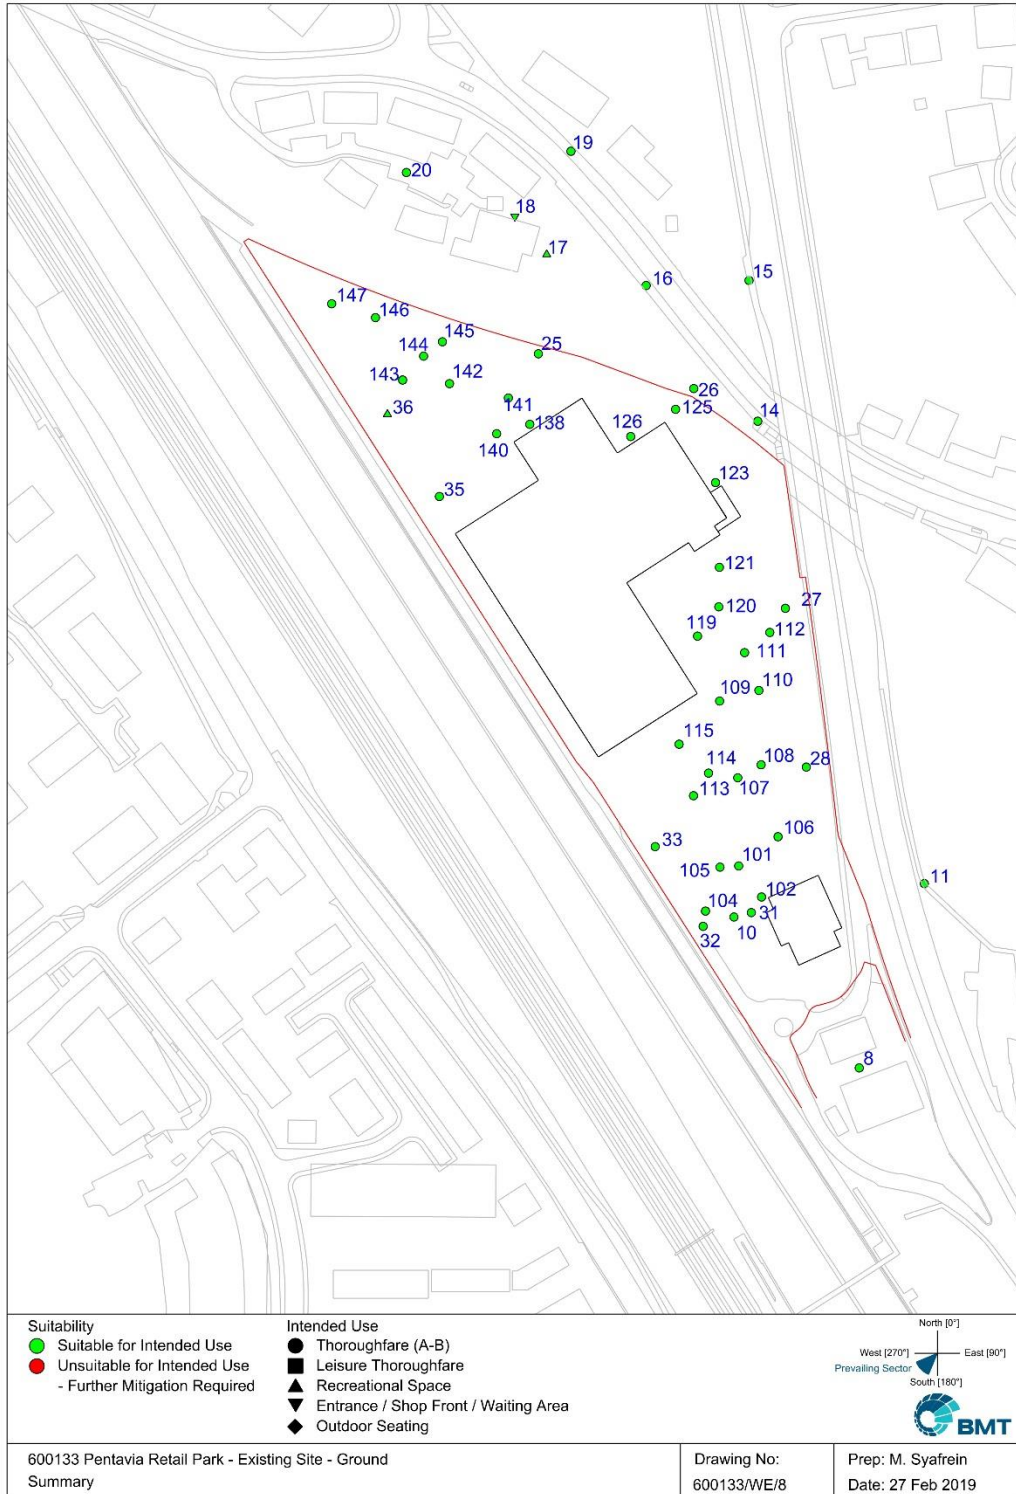 19
20
18
17
16
15
147
146
145
144
25
143
142
26
36
141
125
14
138
126
140
123
35
121
120
27
119
112
111
110
109
115
108
28
114
107
113
106
33
101
105
11
102
104
31
32
10
8
Suitability
Suitable for Intended Use
Unsuitable for Intended Use
- Further Mitigation Required
Intended Use
Thoroughfare (A-B)
Leisure Thoroughfare
Recreational Space
Entrance / Shop Front / Waiting Area
Outdoor Seating
North [0°]
West [270°]
East [90°]
Prevailing Sector
South [180°]
BMT
600133 Pentavia Retail Park - Existing Site - Ground
Summary
Drawing No:
600133/WE/8
Prep: M. Syafrein
Date: 27 Feb 2019